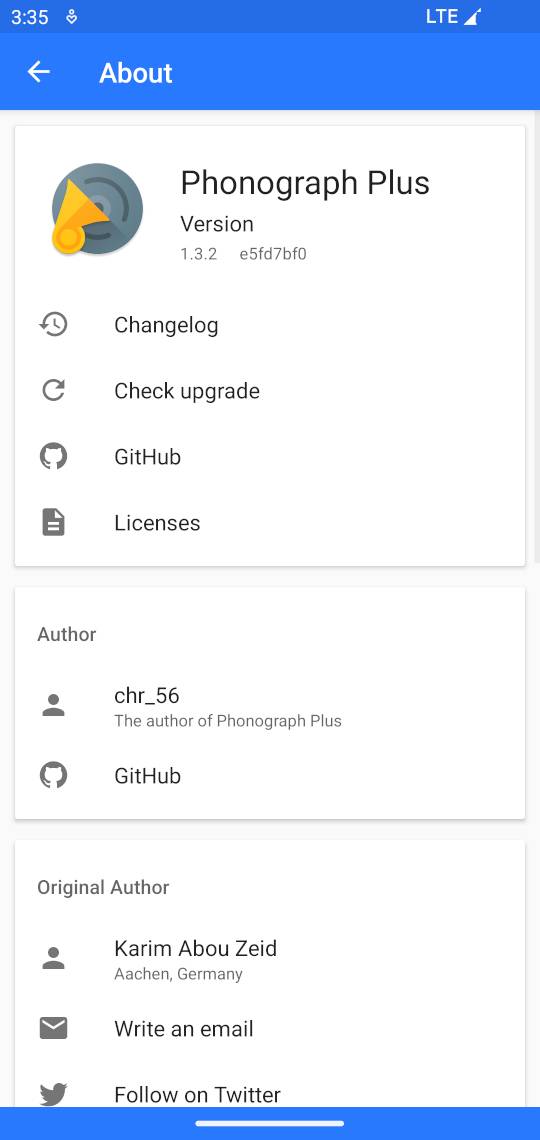 3:35
LTE
About
Phonograph Plus
Version
1.3.2 e5fd7bf0
Changelog
Check upgrade
GitHub
Licenses
Author
chr_56
The author of Phonograph Plus
GitHub
Original Author
Karim Abou Zeid
Aachen, Germany
Write an email
Follow on Twitter